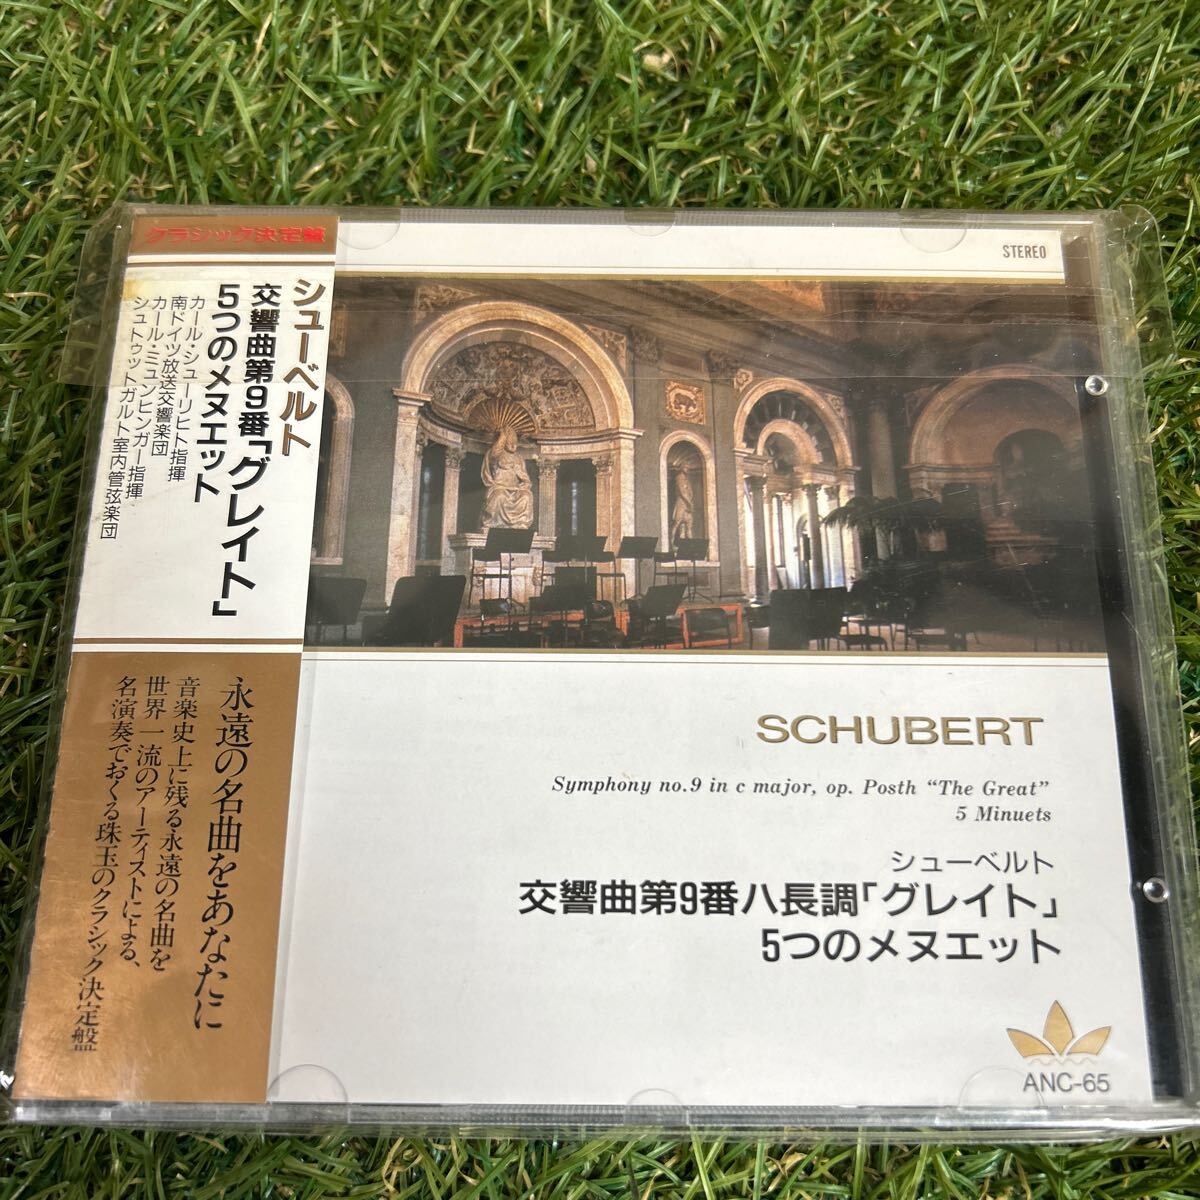 クラシック決定盤
シューベルト
交響曲第9番「グレイト」
5つのメヌエット
カール・シューリヒト指揮
南ドイツ放送交響楽団
カール・ミュンヒンガー指揮
シュトゥットガルト室内管弦楽団
永遠の名曲をあなたに
音楽史上に残る永遠の名曲を
世界一流のアーティストによる、
名演奏でおくる珠玉のクラシック決定盤
STEREO
SCHUBERT
Symphony no.9 in c major, op. Posth “The Great”
5 Minuets
シューベルト
交響曲第9番ハ長調「グレイト」
5つのメヌエット
ANC-65